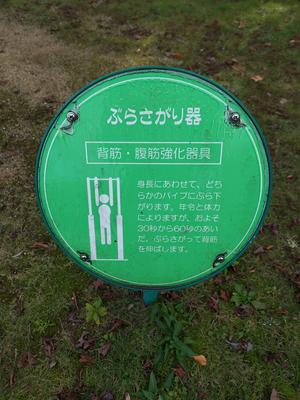 ぶらさがり器
背筋・腹筋強化器具
身長にあわせて、どち
らかのパイプにぶら下
がります。年令と体力
によりますが、およそ
30秒から60秒のあい
だ、ぶらさがって背筋
を伸ばします。